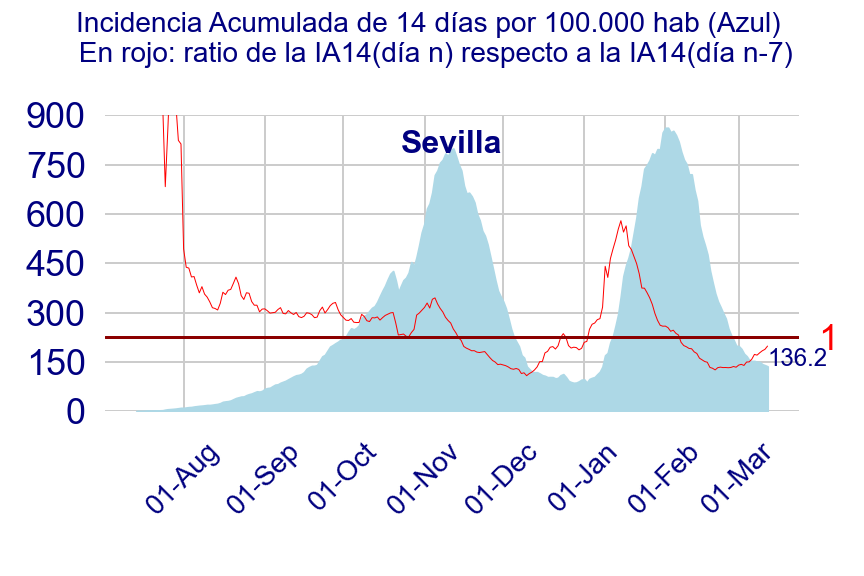 Incidencia Acumulada de 14 días por 100.000 hab (Azul)
En rojo: ratio de la IA14(día n) respecto a la IA14(día n-7)
900
Sevilla
750
600
450
300
1
136.2
150
0
01-Aug
01-Sep
01-Oct
01-Nov
01-Dec
01-Jan
01-Feb
01-Mar